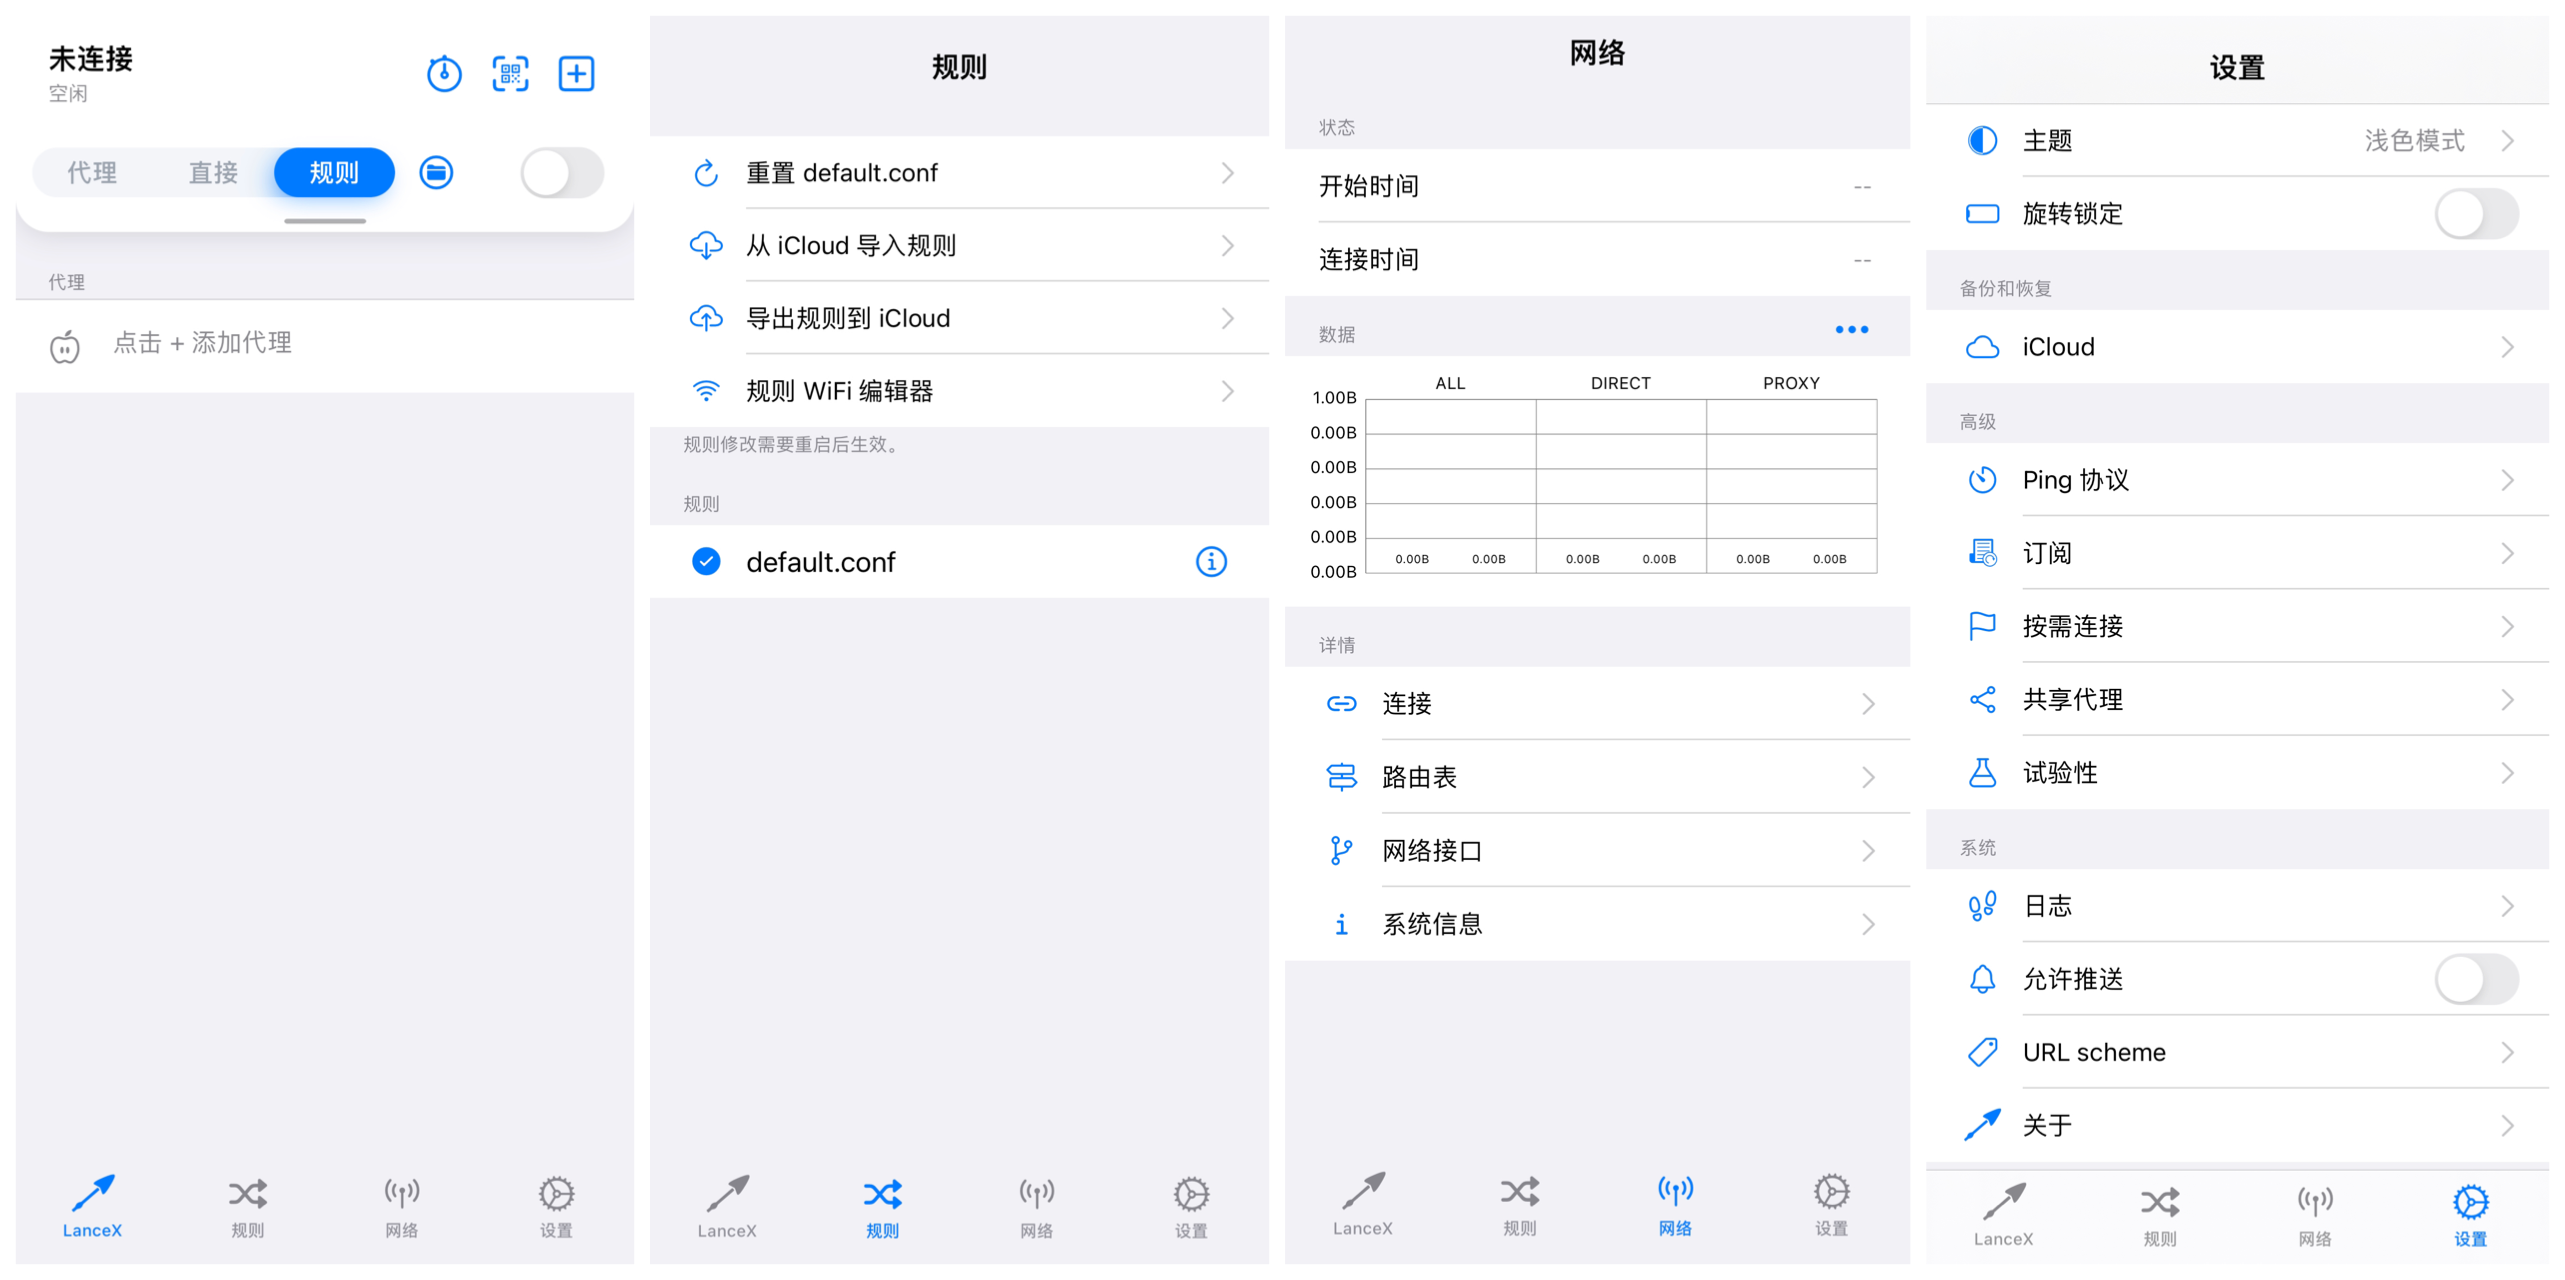 未连接
空闲
代理 直接 规则
代理
点击 + 添加代理
LanceX 规则 网络 设置
规则
重置 default.conf
从 iCloud 导入规则
导出规则到 iCloud
规则 WiFi 编辑器
规则修改需要重启后生效。
规则
default.conf
LanceX 规则 网络 设置
网络
状态
开始时间 --
连接时间 --
数据
ALL DIRECT PROXY
1.00B
0.00B
0.00B
0.00B
0.00B
0.00B 0.00B 0.00B 0.00B 0.00B 0.00B
0.00B
详情
连接
路由表
网络接口
系统信息
LanceX 规则 网络 设置
设置
主题 浅色模式
旋转锁定
备份和恢复
iCloud
高级
Ping 协议
订阅
按需连接
共享代理
试验性
系统
日志
允许推送
URL scheme
关于
LanceX 规则 网络 设置